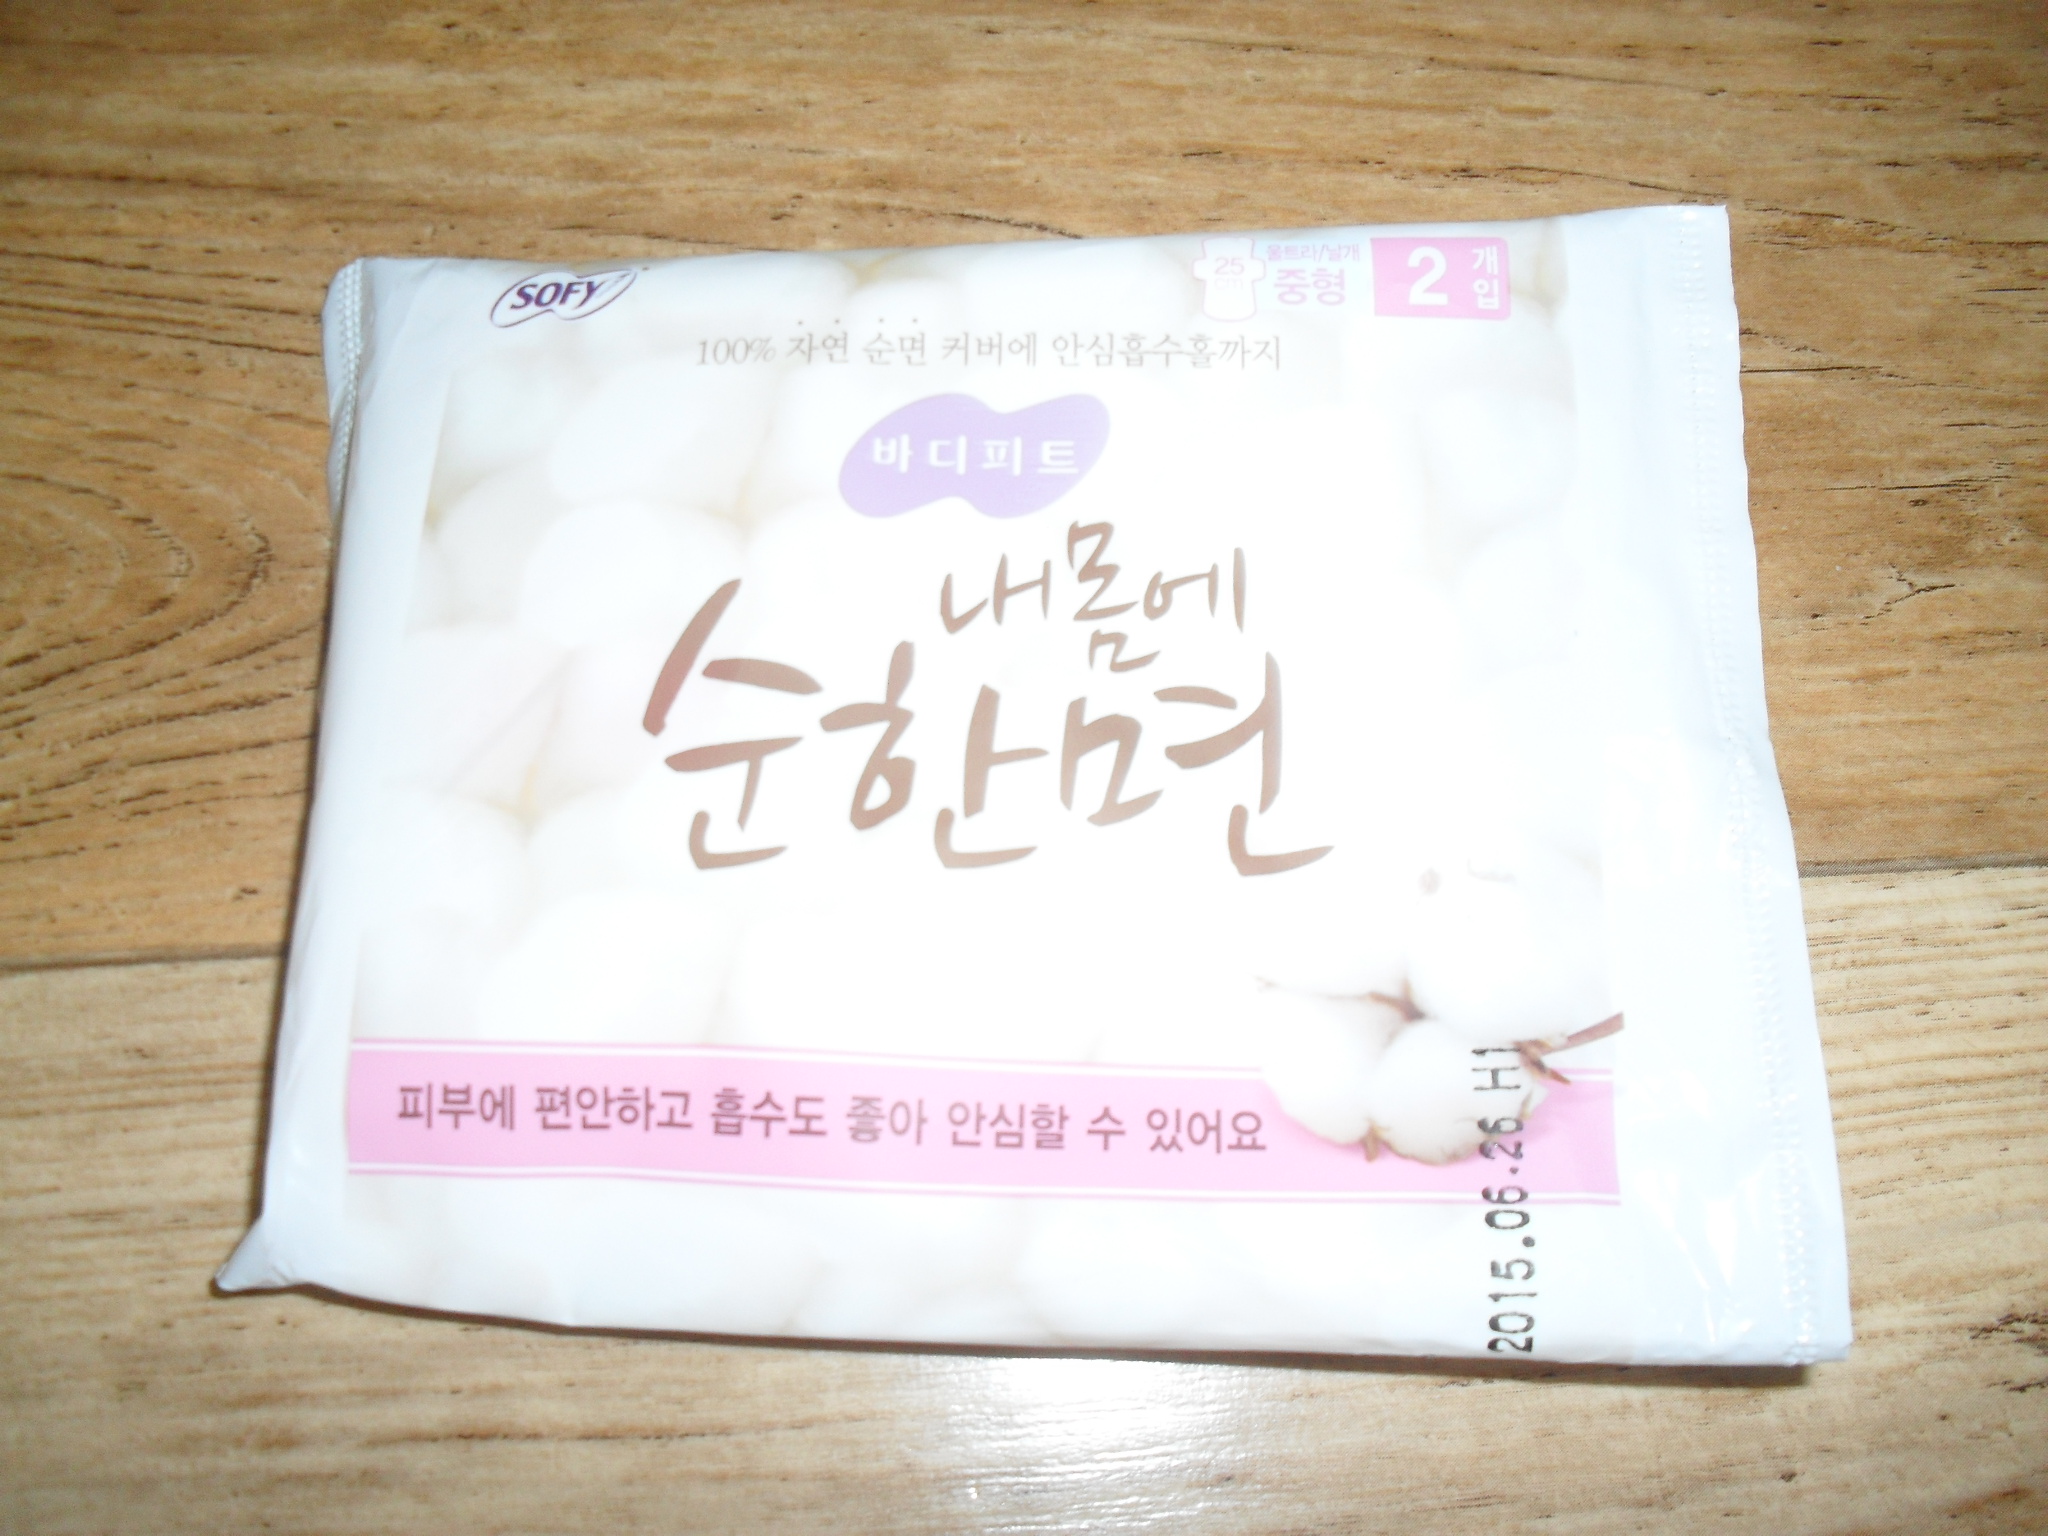 SOFY
25
cm
울트라/날개
중형
2
개
입
100% 자연 순면 커버에 안심흡수홀까지
바디피트
내몸에
순한면
피부에 편안하고 흡수도 좋아 안심할 수 있어요
2015.06.26 H1